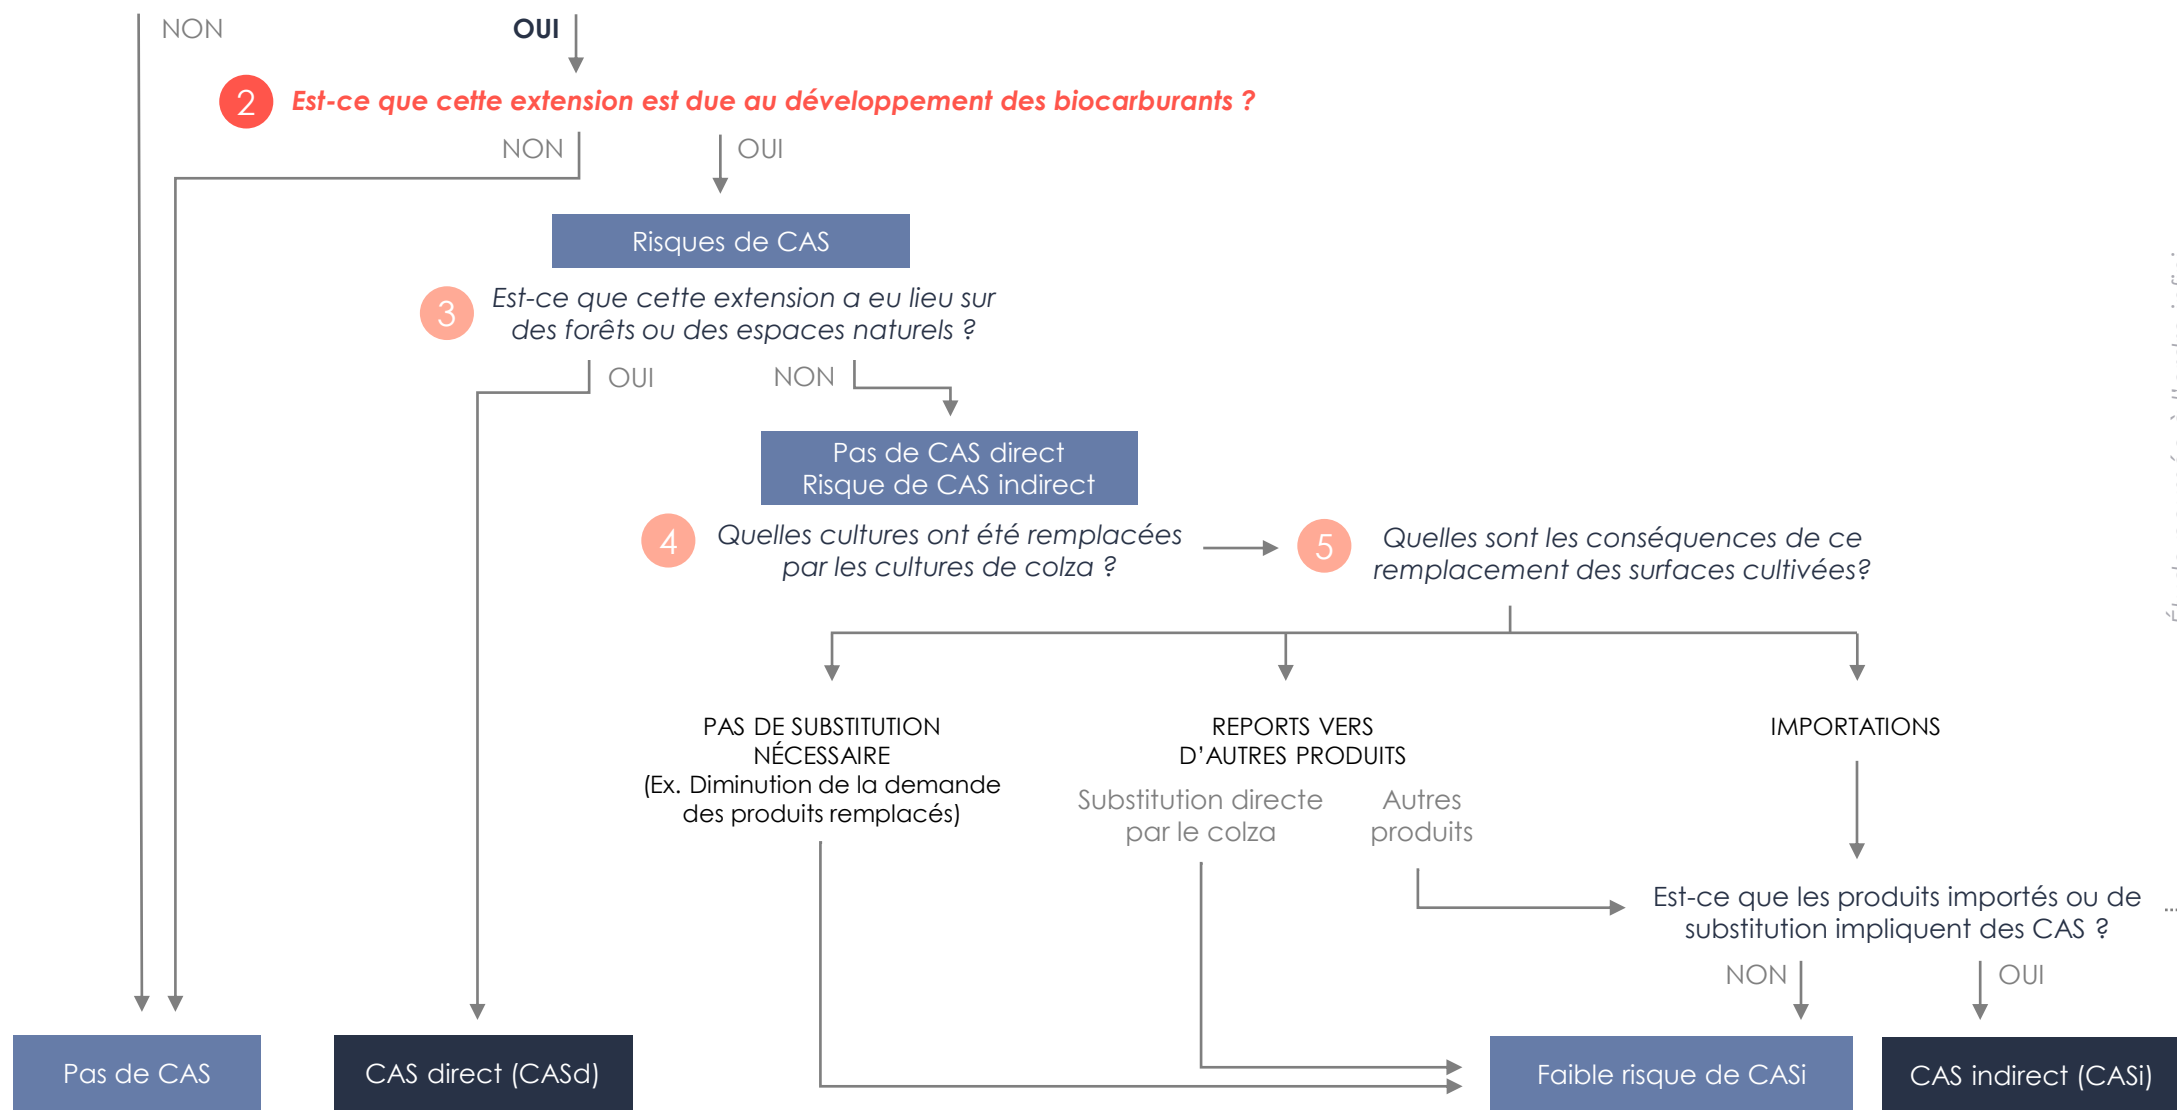 NON
OUI
2
Est-ce que cette extension est due au développement des biocarburants ?
NON
OUI
Risques de CAS
3
Est-ce que cette extension a eu lieu sur
des forêts ou des espaces naturels ?
OUI
NON
Pas de CAS direct
Risque de CAS indirect
4
Quelles cultures ont été remplacées
par les cultures de colza ?
5
Quelles sont les conséquences de ce
remplacement des surfaces cultivées?
PAS DE SUBSTITUTION
NÉCESSAIRE
(Ex. Diminution de la demande
des produits remplacés)
REPORTS VERS
D'AUTRES PRODUITS
Substitution directe
par le colza
Autres
produits
IMPORTATIONS
Est-ce que les produits importés ou de
substitution impliquent des CAS ?
NON
OUI
Pas de CAS
CAS direct (CASd)
Faible risque de CASi
CAS indirect (CASi)